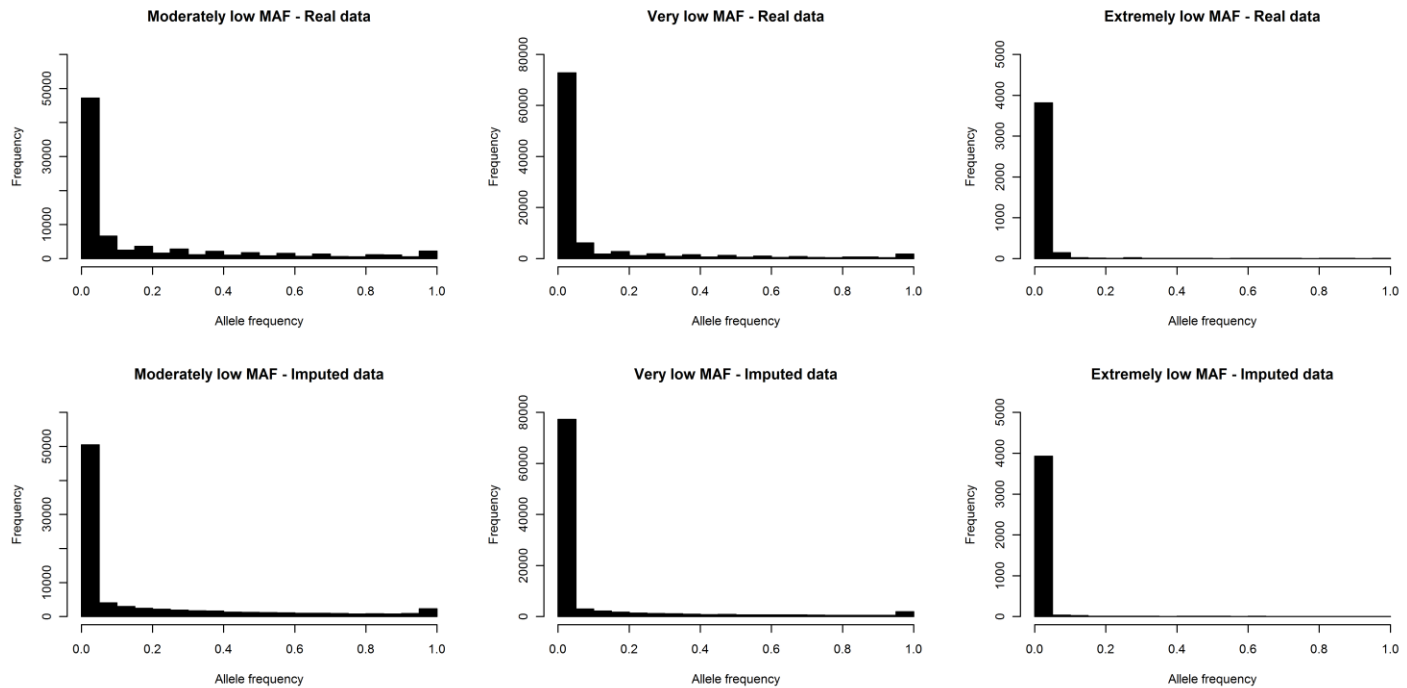 Moderately low MAF - Real data
Very low MAF - Real data
Extremely low MAF - Real data
Frequency
0
10000
30000
50000
0.0 0.2 0.4 0.6 0.8 1.0
Allele frequency
Frequency
0
20000
40000
60000
80000
0.0 0.2 0.4 0.6 0.8 1.0
Allele frequency
Frequency
0
1000
2000
3000
4000
5000
0.0 0.2 0.4 0.6 0.8 1.0
Allele frequency
Moderately low MAF - Imputed data
Very low MAF - Imputed data
Extremely low MAF - Imputed data
Frequency
0
10000
30000
50000
0.0 0.2 0.4 0.6 0.8 1.0
Allele frequency
Frequency
0
20000
40000
60000
80000
0.0 0.2 0.4 0.6 0.8 1.0
Allele frequency
Frequency
0
1000
2000
3000
4000
5000
0.0 0.2 0.4 0.6 0.8 1.0
Allele frequency